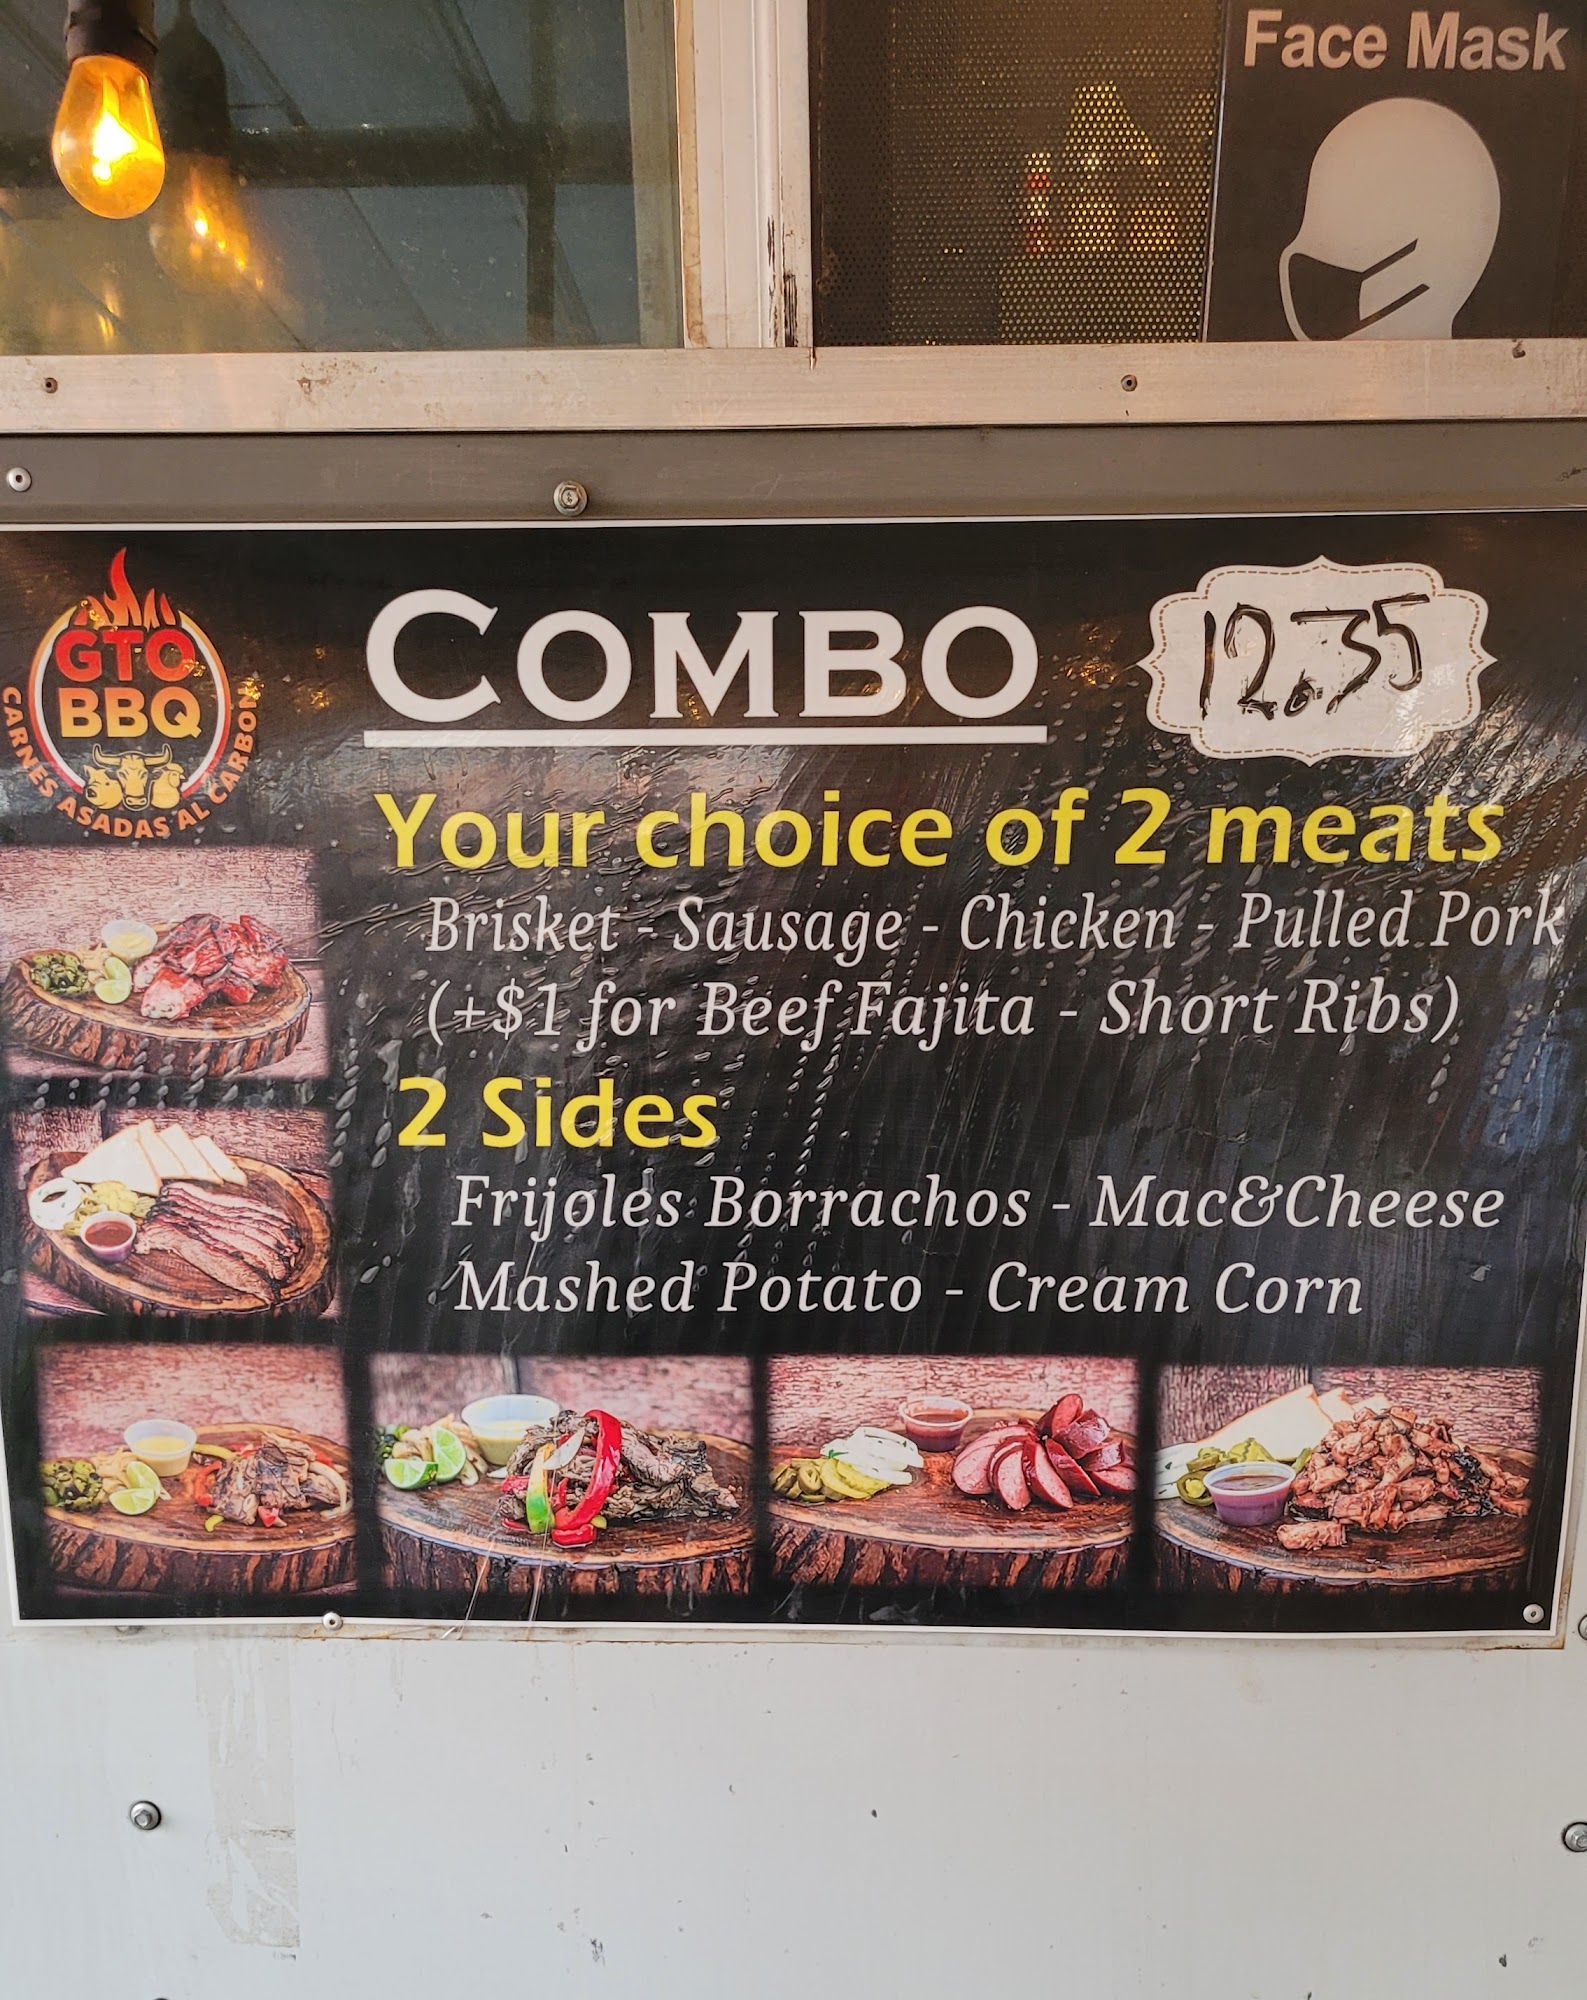 Face Mask
GTO
BBQ
CARNES ASADAS AL CARBON
COMBO
12.35
Your choice of 2 meats
Brisket - Sausage - Chicken - Pulled Pork
(+$1 for Beef Fajita - Short Ribs)
2 Sides
Frijoles Borrachos - Mac&Cheese
Mashed Potato - Cream Corn